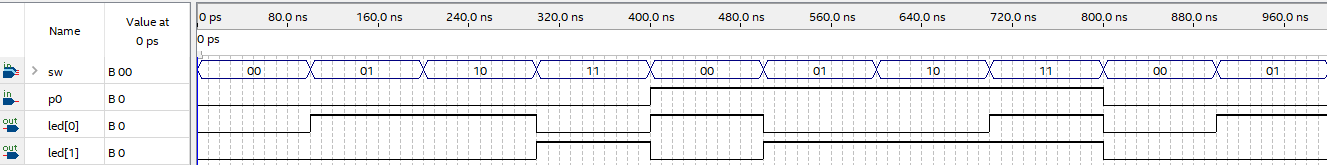 Name Value at 0 ps
0 ps 80.0 ns 160.0 ns 240.0 ns 320.0 ns 400.0 ns 480.0 ns 560.0 ns 640.0 ns 720.0 ns 800.0 ns 880.0 ns 960.0 ns
0 ps
in > sw B 00 00 01 10 11 00 01 10 11 00 01
in p0 B 0
out led[0] B 0
out led[1] B 0